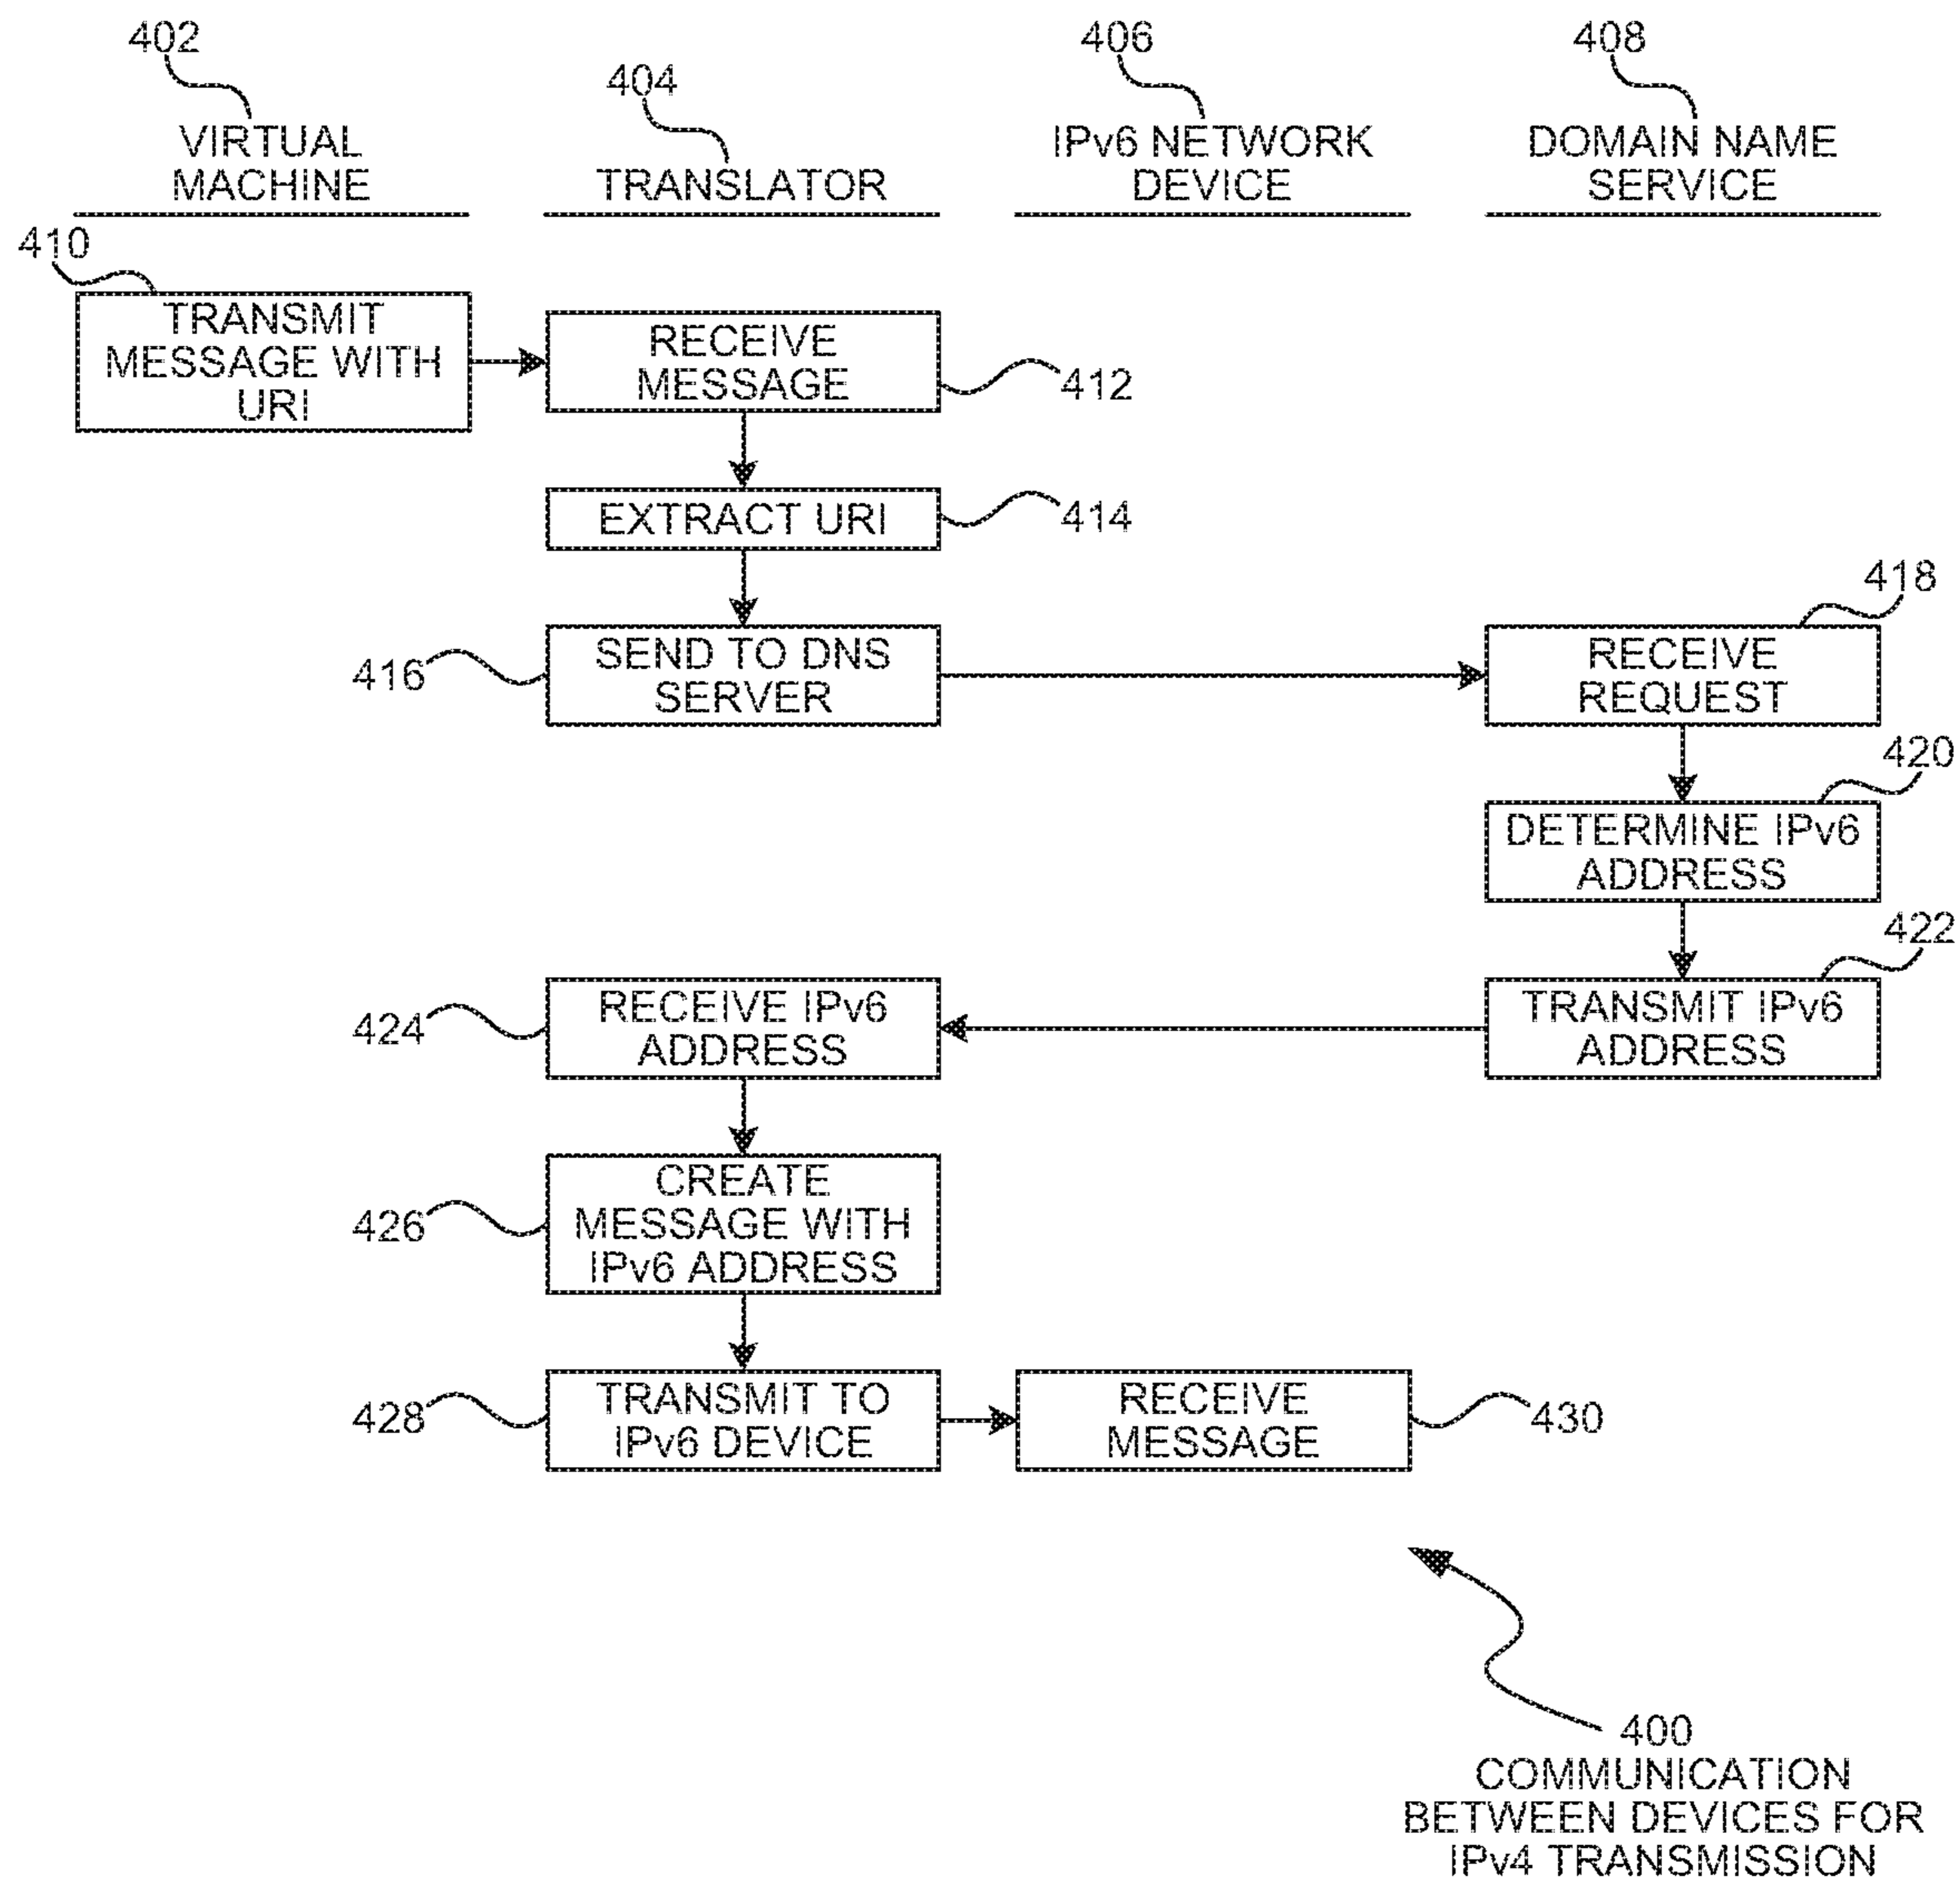 402
VIRTUAL
MACHINE
404
TRANSLATOR
406
IPv6 NETWORK
DEVICE
408
DOMAIN NAME
SERVICE
410
TRANSMIT
MESSAGE WITH
URI
RECEIVE
MESSAGE
412
EXTRACT URI
414
416
SEND TO DNS
SERVER
418
RECEIVE
REQUEST
420
DETERMINE IPv6
ADDRESS
422
TRANSMIT IPv6
ADDRESS
424
RECEIVE IPv6
ADDRESS
426
CREATE
MESSAGE WITH
IPv6 ADDRESS
428
TRANSMIT TO
IPv6 DEVICE
RECEIVE
MESSAGE
430
400
COMMUNICATION
BETWEEN DEVICES FOR
IPv4 TRANSMISSION